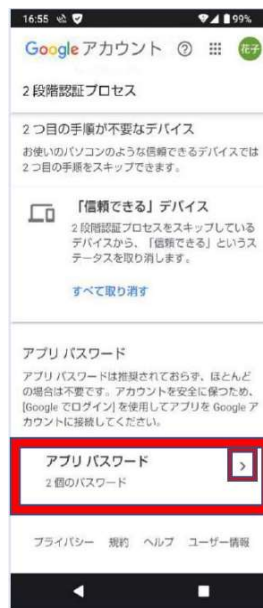 16:55 99%
Google アカウント 花子
2 段階認証プロセス
2 つ目の手順が不要なデバイス
お使いのパソコンのような信頼できるデバイスでは
2 つ目の手順をスキップできます。
「信頼できる」デバイス
2 段階認証プロセスをスキップしている
デバイスから、「信頼できる」というス
テータスを取り消します。
すべて取り消す
アプリ パスワード
アプリ パスワードは推奨されておらず、ほとんど
の場合は不要です。アカウントを安全に保つため、
[Google でログイン] を使用してアプリを Google ア
カウントに接続してください。
アプリ パスワード
2 個のパスワード
プライバシー 規約 ヘルプ ユーザー情報